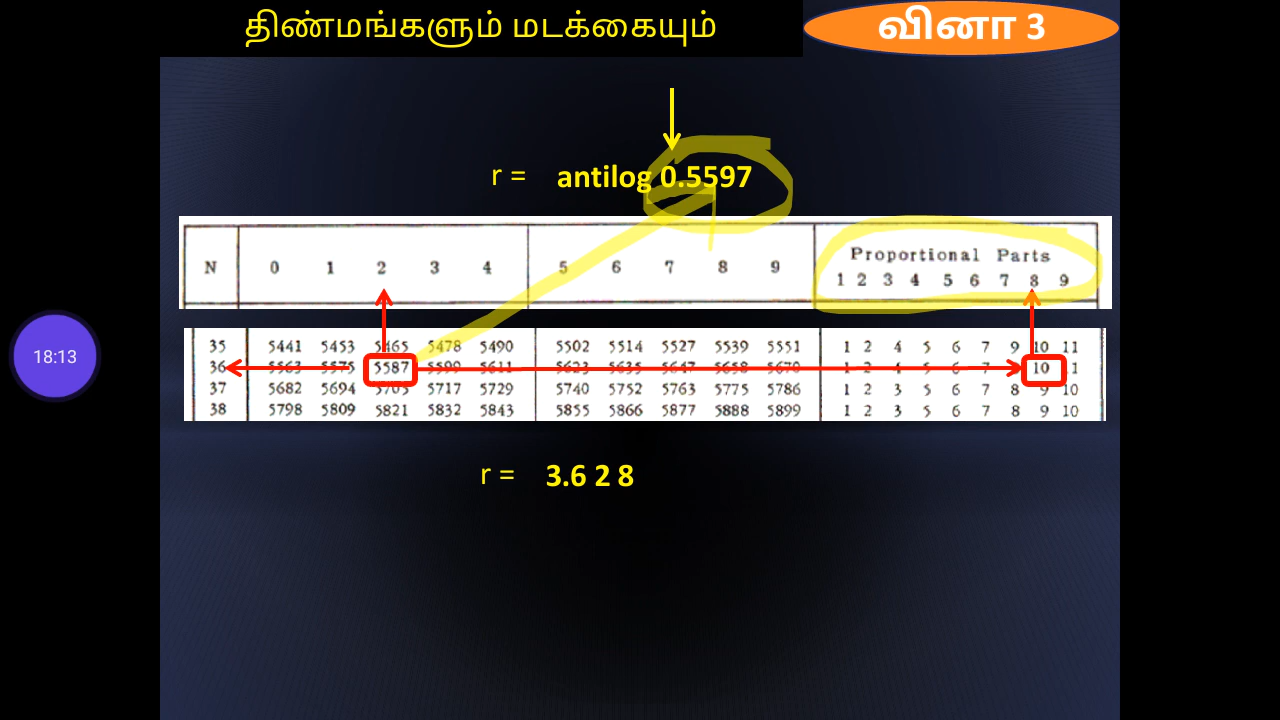 திண்மங்களும் மடக்கையும்
வினா 3
r = antilog 0.5597
N 0 1 2 3 4 5 6 7 8 9 Proportional Parts
1 2 3 4 5 6 7 8 9
35 5441 5453 5465 5478 5490 5502 5514 5527 5539 5551 1 2 4 5 6 7 9 10 11
18:13
36 5563 5575 5587 5599 5611 5623 5635 5647 5658 5670 1 2 4 5 6 7 10 1
37 5682 5694 5705 5717 5729 5740 5752 5763 5775 5786 1 2 3 5 6 7 8 9 10
38 5798 5809 5821 5832 5843 5855 5866 5877 5888 5899 1 2 3 5 6 7 8 9 10
r = 3.6 2 8